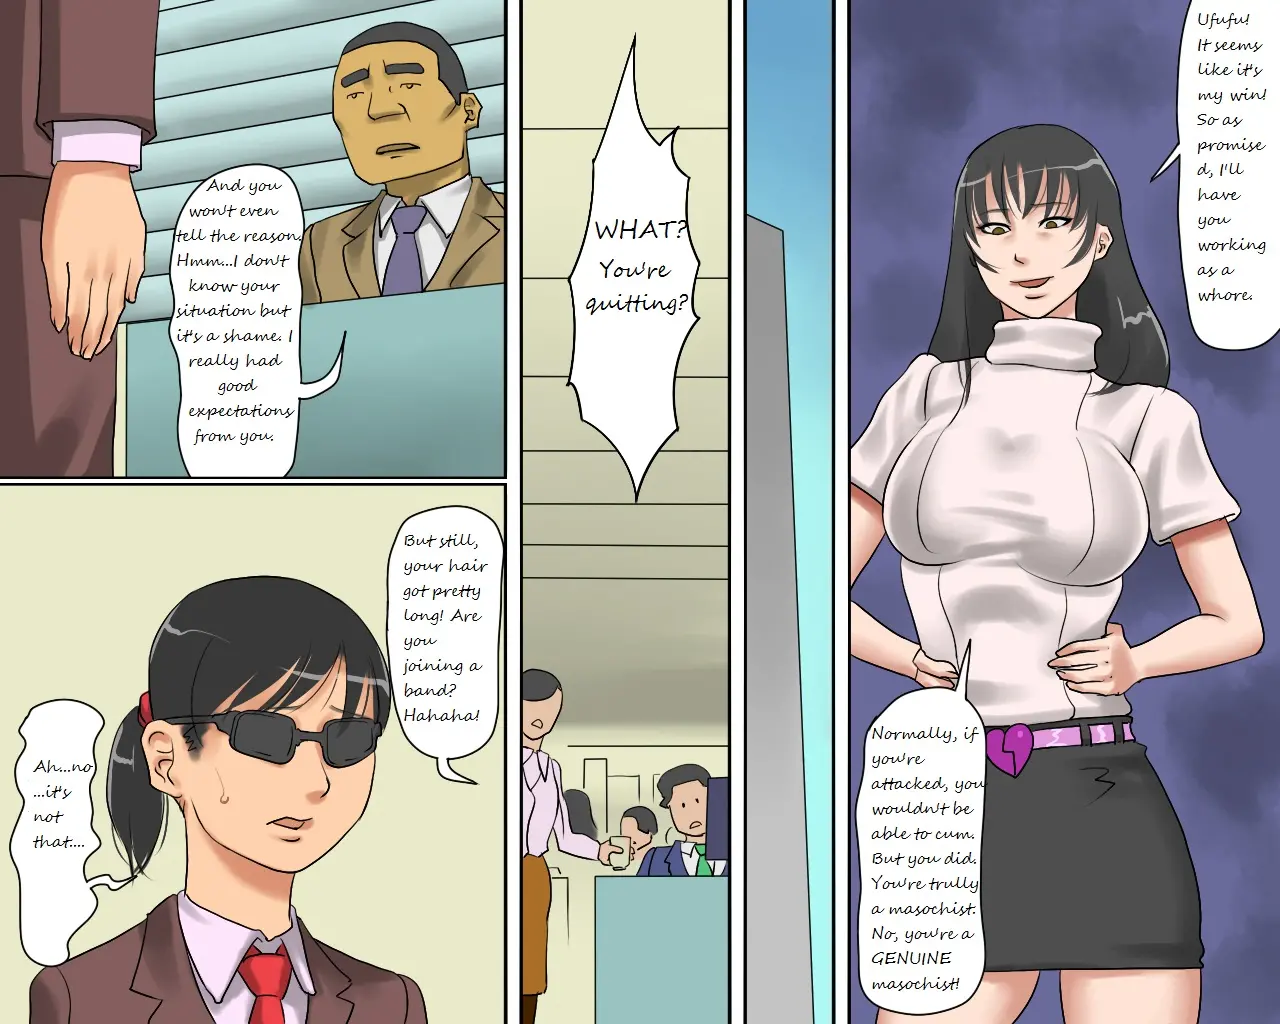 Ufufu!
It seems
like it's
my win!
So as
promise
d, I'll
have
you
working
as a
whore.
Normally, if
you're
attacked, you
wouldn't be
able to cum.
But you did.
You're trully
a masochist.
No, you're a
GENUINE
masochist!
WHAT?
You're
quitting?
And you
won't even
tell the reason.
Hmm...I don't
know your
situation but
it's a shame. I
really had
good
expectations
from you.
But still,
your hair
got pretty
long! Are
you
joining a
band?
Hahaha!
Ah...no
...it's
not
that....